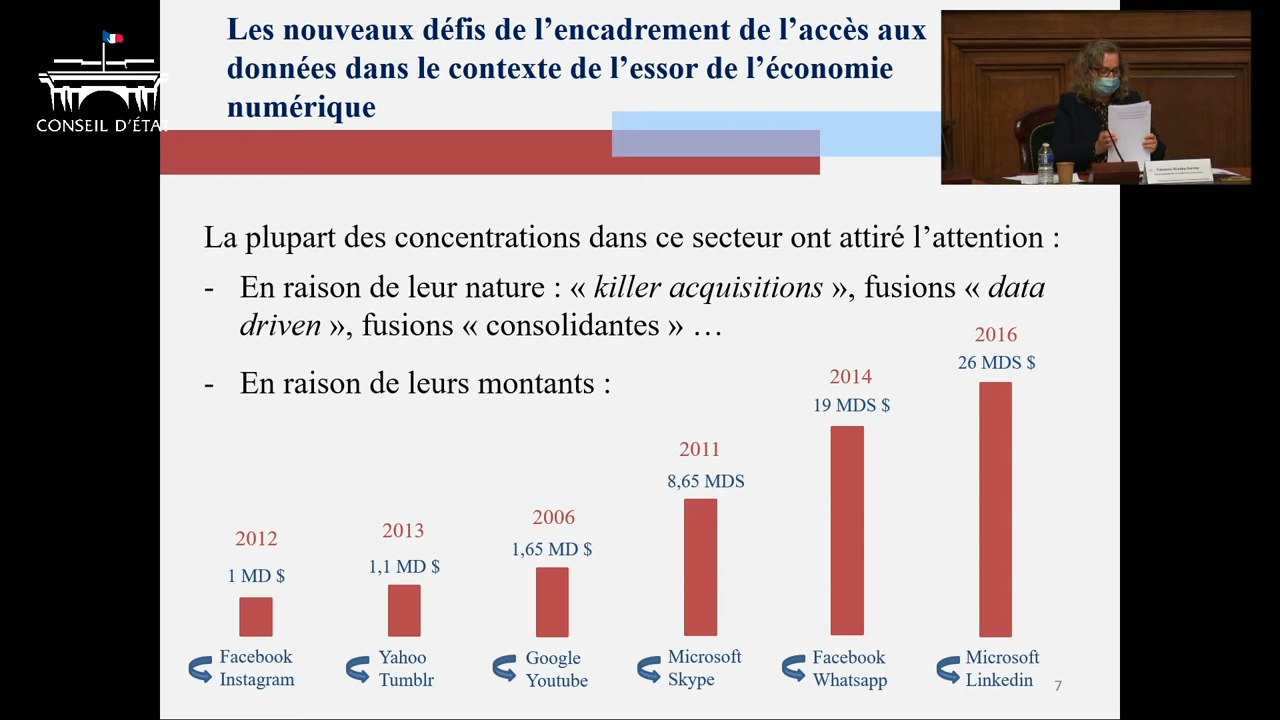 CONSEIL D'ÉTAT
Les nouveaux défis de l'encadrement de l'accès aux
données dans le contexte de l'essor de l'économie
numérique
La plupart des concentrations dans ce secteur ont attiré l'attention :
- En raison de leur nature : « killer acquisitions », fusions « data
driven », fusions « consolidantes » …
- En raison de leurs montants :
2012
1 MD $
Facebook
Instagram
2013
1,1 MD $
Yahoo
Tumblr
2006
1,65 MD $
Google
Youtube
2011
8,65 MDS
Microsoft
Skype
2014
19 MDS $
Facebook
Whatsapp
2016
26 MDS $
Microsoft
Linkedin
7